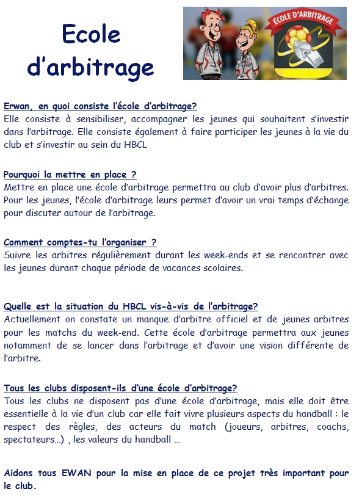 Ecole
d'arbitrage
ECOLE D'ARBITRAGE
Erwan, en quoi consiste l'école d'arbitrage?
Elle consiste à sensibiliser, accompagner les jeunes qui souhaitent s'investir
dans l'arbitrage. Elle consiste également à faire participer les jeunes à la vie du
club et s'investir au sein du HBCL
Pourquoi la mettre en place ?
Mettre en place une école d'arbitrage permettra au club d'avoir plus d'arbitres.
Pour les jeunes, l'école d'arbitrage leurs permet d'avoir un vrai temps d'échange
pour discuter autour de l'arbitrage.
Comment comptes-tu l'organiser ?
Suivre les arbitres régulièrement durant les week-ends et se rencontrer avec
les jeunes durant chaque période de vacances scolaires.
Quelle est la situation du HBCL vis-à-vis de l'arbitrage?
Actuellement on constate un manque d'arbitre officiel et de jeunes arbitres
pour les matchs du week-end. Cette école d'arbitrage permettra aux jeunes
notamment de se lancer dans l'arbitrage et d'avoir une vision différente de
l'arbitre.
Tous les clubs disposent-ils d'une école d'arbitrage?
Tous les clubs ne disposent pas d'une école d'arbitrage, mais elle doit être
essentielle à la vie d'un club car elle fait vivre plusieurs aspects du handball : le
respect des règles, des acteurs du match (joueurs, arbitres, coachs,
spectateurs...) , les valeurs du handball ...
Aidons tous EWAN pour la mise en place de ce projet très important pour
le club.